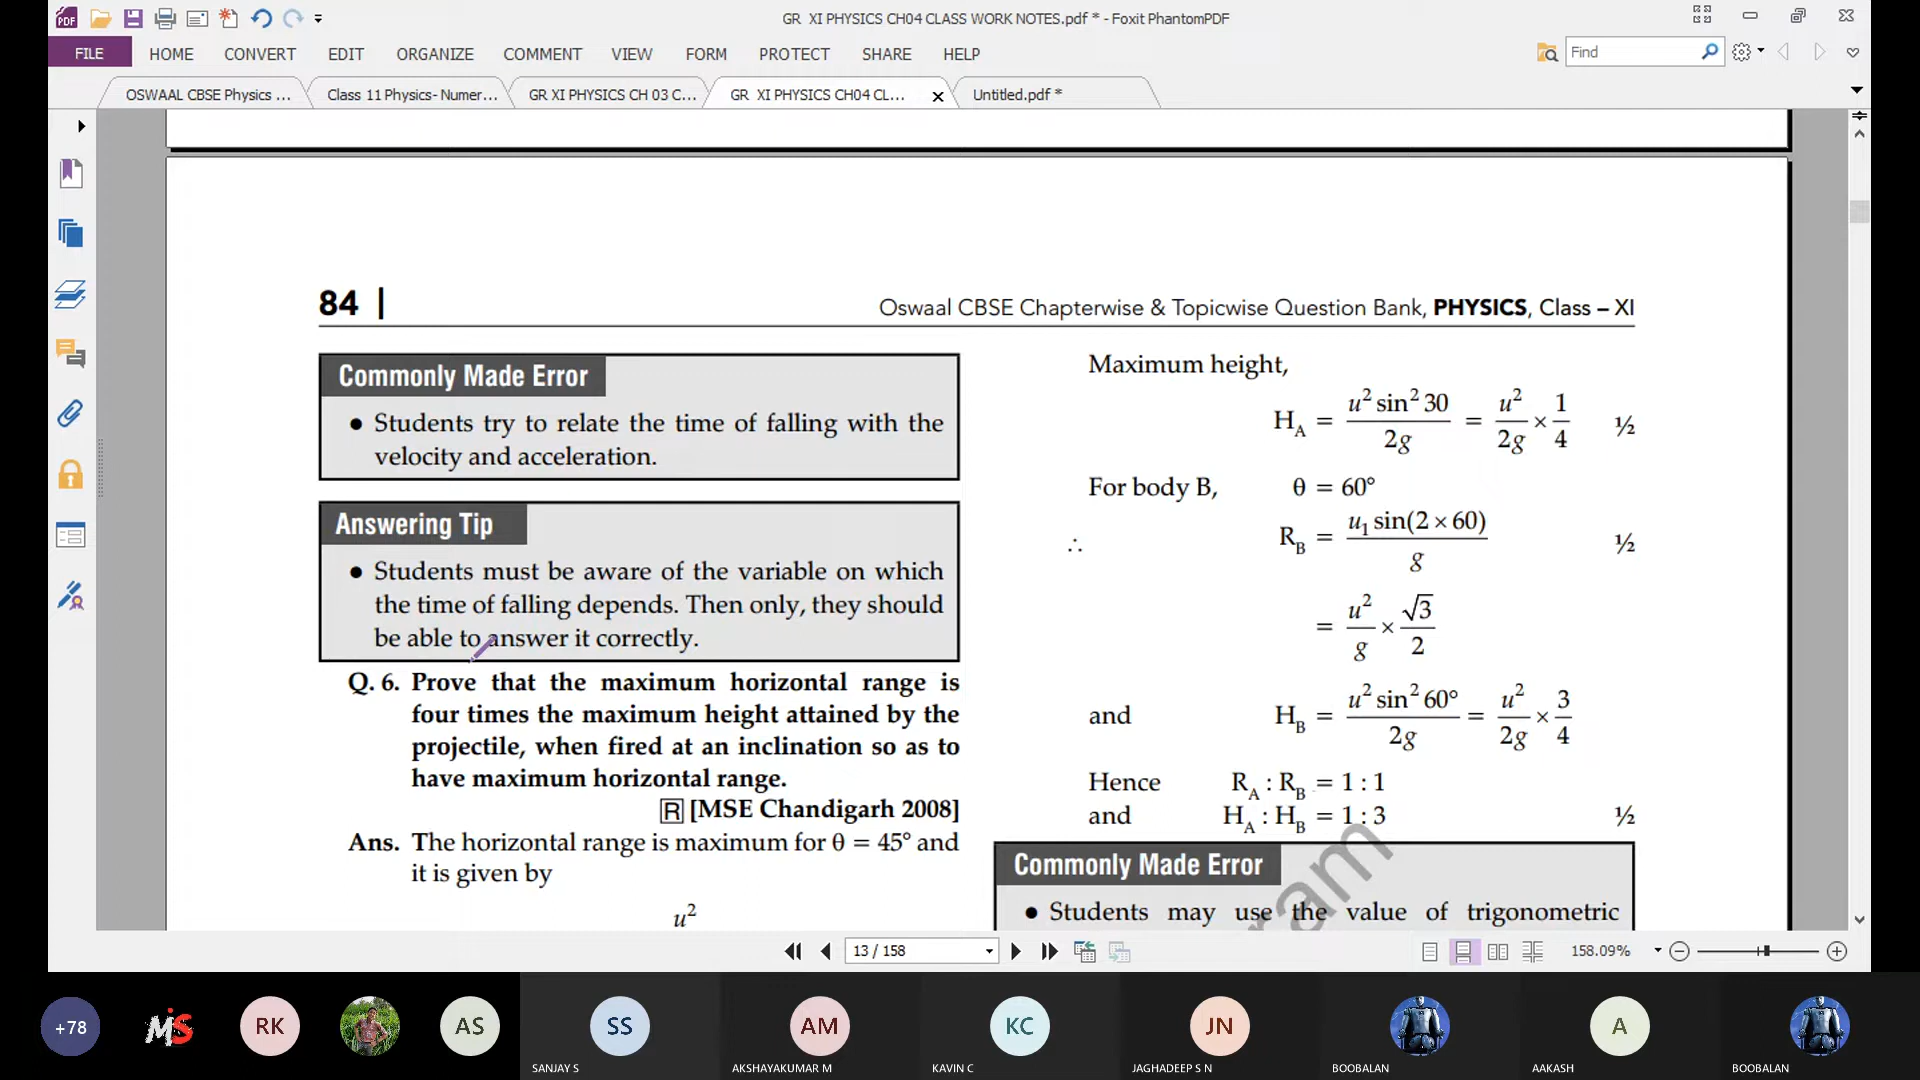 GR XI PHYSICS CH04 CLASS WORK NOTES.pdf * - Foxit PhantomPDF
FILE HOME CONVERT EDIT ORGANIZE COMMENT VIEW FORM PROTECT SHARE HELP
Find
OSWAAL CBSE Physics ...
Class 11 Physics- Numer...
GR XI PHYSICS CH 03 C...
GR XI PHYSICS CH04 CL...
Untitled.pdf *
84 |
Oswaal CBSE Chapterwise & Topicwise Question Bank, PHYSICS, Class – XI
Commonly Made Error
• Students try to relate the time of falling with the
velocity and acceleration.
Answering Tip
• Students must be aware of the variable on which
the time of falling depends. Then only, they should
be able to answer it correctly.
Q. 6. Prove that the maximum horizontal range is
four times the maximum height attained by the
projectile, when fired at an inclination so as to
have maximum horizontal range.
R [MSE Chandigarh 2008]
Ans. The horizontal range is maximum for θ = 45° and
it is given by
u²
Maximum height,
H_A = u² sin² 30 / 2g = u² / 2g × 1/4 ½
For body B, θ = 60°
∴ R_B = u₁ sin(2 × 60) / g ½
= u² / g × √3 / 2
and H_B = u² sin² 60° / 2g = u² / 2g × 3/4
Hence R_A : R_B = 1 : 1
and H_A : H_B = 1 : 3 ½
Commonly Made Error
• Students may use the value of trigonometric
ram
13 / 158
158.09%
+78
MS
RK
AS
SS
AM
KC
JN
A
SANJAY S
AKSHAYAKUMAR M
KAVIN C
JAGHADEEP S N
BOOBALAN
AAKASH
BOOBALAN